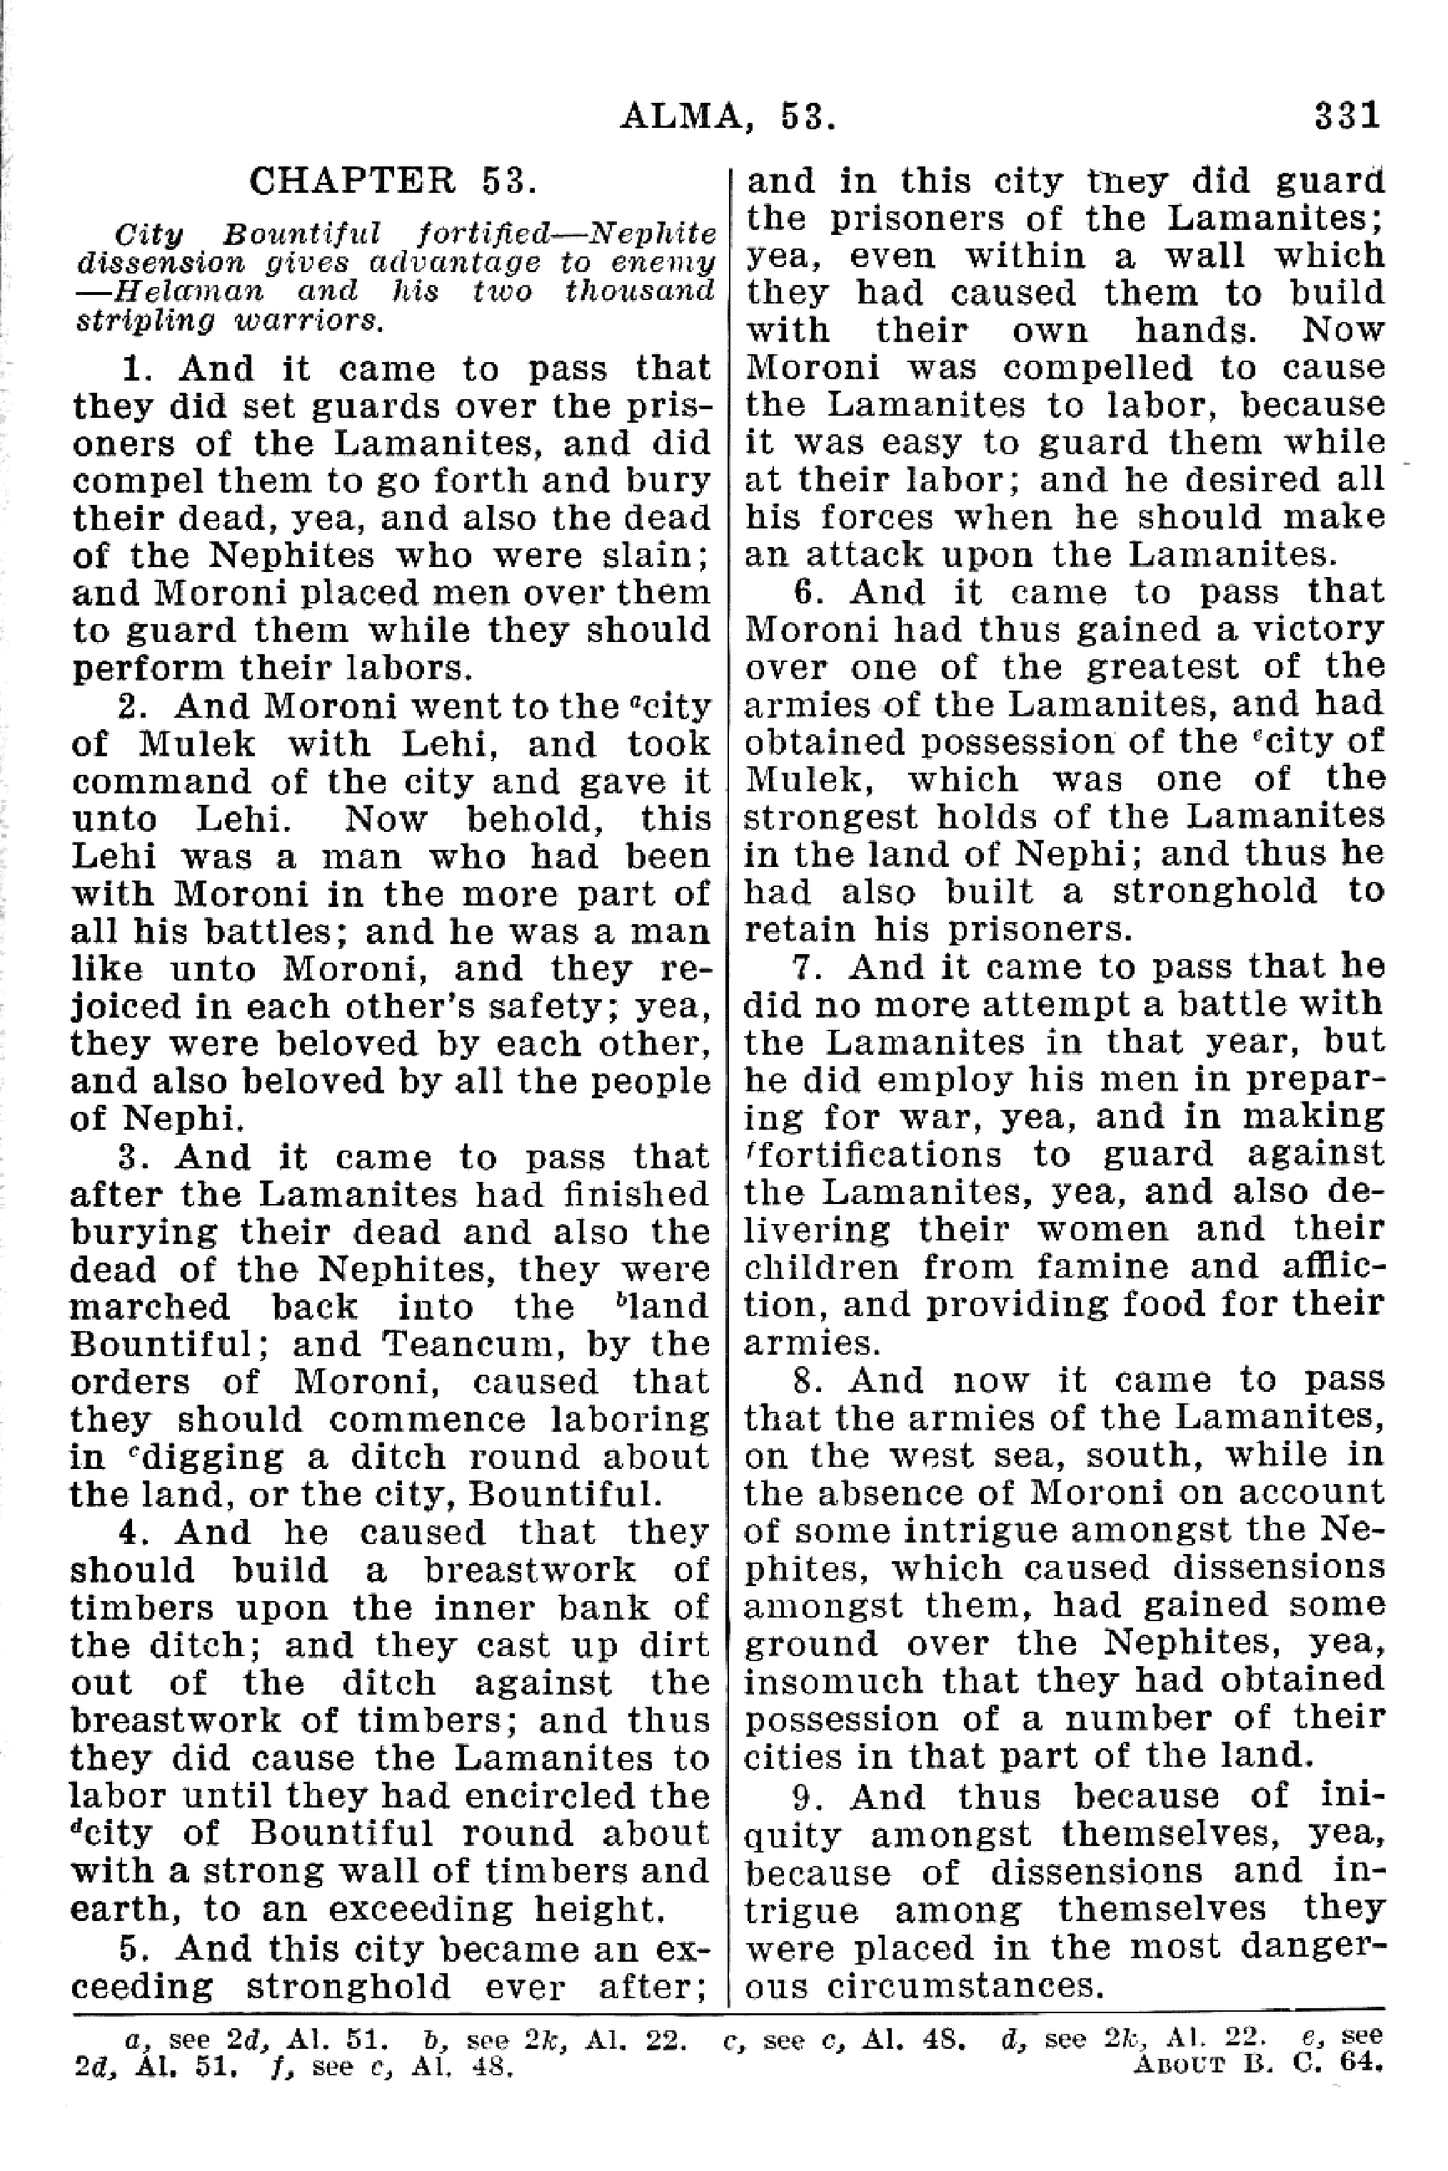 ALMA, 53. 331
CHAPTER 53.
City Bountiful fortified—Nephite
dissension gives advantage to enemy
—Helaman and his two thousand
stripling warriors.
1. And it came to pass that
they did set guards over the pris-
oners of the Lamanites, and did
compel them to go forth and bury
their dead, yea, and also the dead
of the Nephites who were slain;
and Moroni placed men over them
to guard them while they should
perform their labors.
2. And Moroni went to the ᵃcity
of Mulek with Lehi, and took
command of the city and gave it
unto Lehi. Now behold, this
Lehi was a man who had been
with Moroni in the more part of
all his battles; and he was a man
like unto Moroni, and they re-
joiced in each other's safety; yea,
they were beloved by each other,
and also beloved by all the people
of Nephi.
3. And it came to pass that
after the Lamanites had finished
burying their dead and also the
dead of the Nephites, they were
marched back into the ᵇland
Bountiful; and Teancum, by the
orders of Moroni, caused that
they should commence laboring
in ᶜdigging a ditch round about
the land, or the city, Bountiful.
4. And he caused that they
should build a breastwork of
timbers upon the inner bank of
the ditch; and they cast up dirt
out of the ditch against the
breastwork of timbers; and thus
they did cause the Lamanites to
labor until they had encircled the
ᵈcity of Bountiful round about
with a strong wall of timbers and
earth, to an exceeding height.
5. And this city became an ex-
ceeding stronghold ever after;
and in this city they did guard
the prisoners of the Lamanites;
yea, even within a wall which
they had caused them to build
with their own hands. Now
Moroni was compelled to cause
the Lamanites to labor, because
it was easy to guard them while
at their labor; and he desired all
his forces when he should make
an attack upon the Lamanites.
6. And it came to pass that
Moroni had thus gained a victory
over one of the greatest of the
armies of the Lamanites, and had
obtained possession of the ᵉcity of
Mulek, which was one of the
strongest holds of the Lamanites
in the land of Nephi; and thus he
had also built a stronghold to
retain his prisoners.
7. And it came to pass that he
did no more attempt a battle with
the Lamanites in that year, but
he did employ his men in prepar-
ing for war, yea, and in making
ᶠfortifications to guard against
the Lamanites, yea, and also de-
livering their women and their
children from famine and afflic-
tion, and providing food for their
armies.
8. And now it came to pass
that the armies of the Lamanites,
on the west sea, south, while in
the absence of Moroni on account
of some intrigue amongst the Ne-
phites, which caused dissensions
amongst them, had gained some
ground over the Nephites, yea,
insomuch that they had obtained
possession of a number of their
cities in that part of the land.
9. And thus because of ini-
quity amongst themselves, yea,
because of dissensions and in-
trigue among themselves they
were placed in the most danger-
ous circumstances.
a, see 2d, Al. 51. b, see 2k, Al. 22. c, see c, Al. 48. d, see 2k, Al. 22. e, see
2d, Al. 51. f, see c, Al. 48. ABOUT B. C. 64.